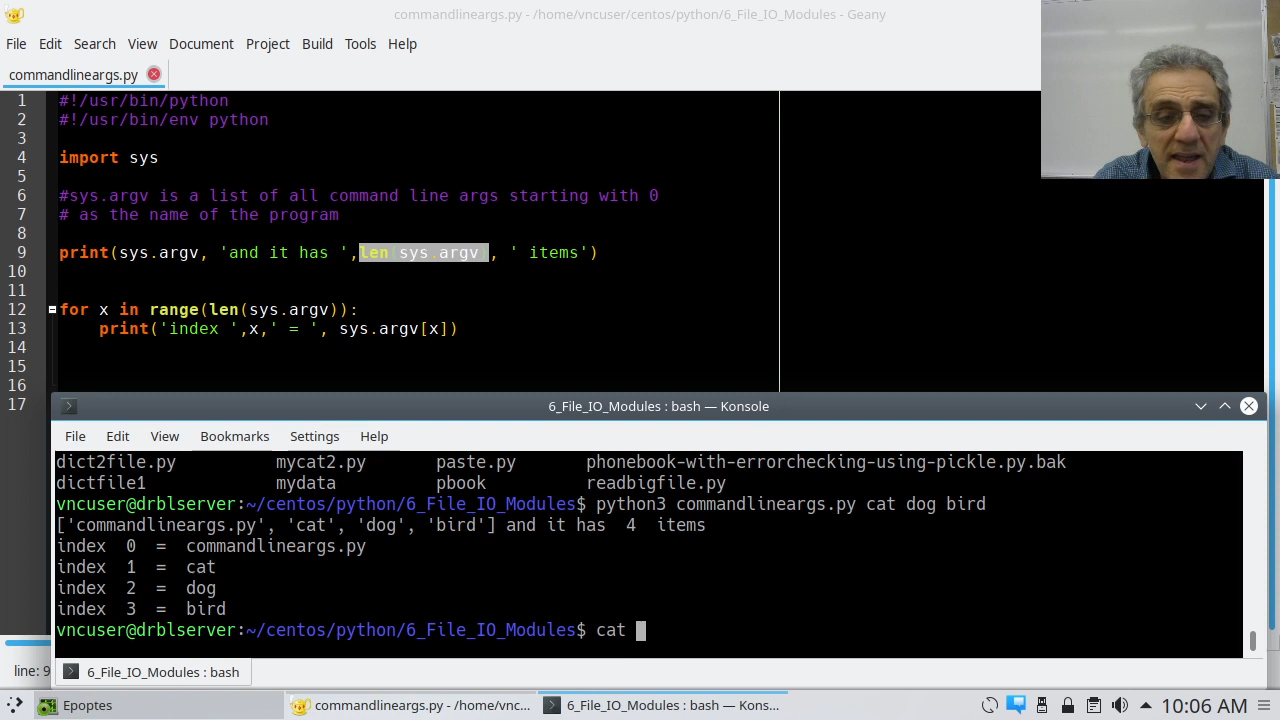 commandlineargs.py - /home/vncuser/centos/python/6_File_IO_Modules - Geany
File Edit Search View Document Project Build Tools Help
commandlineargs.py
1 #!/usr/bin/python
2 #!/usr/bin/env python
3
4 import sys
5
6 #sys.argv is a list of all command line args starting with 0
7 # as the name of the program
8
9 print(sys.argv, 'and it has ',len(sys.argv), ' items')
10
11
12 for x in range(len(sys.argv)):
13 print('index ',x,' = ', sys.argv[x])
14
15
16
17
6_File_IO_Modules : bash — Konsole
File Edit View Bookmarks Settings Help
dict2file.py mycat2.py paste.py phonebook-with-errorchecking-using-pickle.py.bak
dictfile1 mydata pbook readbigfile.py
vncuser@drblserver:~/centos/python/6_File_IO_Modules$ python3 commandlineargs.py cat dog bird
['commandlineargs.py', 'cat', 'dog', 'bird'] and it has 4 items
index 0 = commandlineargs.py
index 1 = cat
index 2 = dog
index 3 = bird
vncuser@drblserver:~/centos/python/6_File_IO_Modules$ cat
line: 9
6_File_IO_Modules : bash
Epoptes
commandlineargs.py - /home/vnc...
6_File_IO_Modules : bash — Kons...
10:06 AM